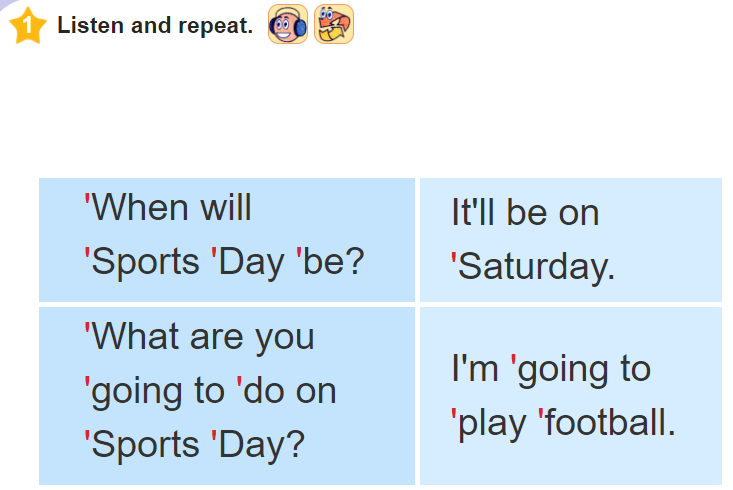 1 Listen and repeat.
'When will
'Sports 'Day 'be?
It'll be on
'Saturday.
'What are you
'going to 'do on
'Sports 'Day?
I'm 'going to
'play 'football.